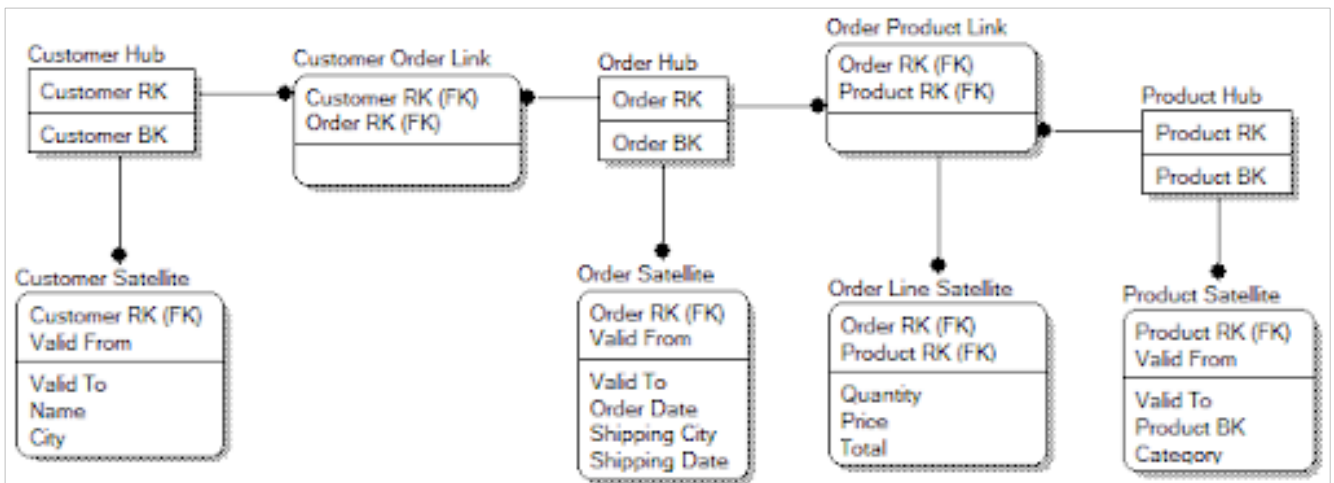 Customer Hub
Customer RK
Customer BK
Customer Order Link
Customer RK (FK)
Order RK (FK)
Order Hub
Order RK
Order BK
Order Product Link
Order RK (FK)
Product RK (FK)
Product Hub
Product RK
Product BK
Customer Satellite
Customer RK (FK)
Valid From
Valid To
Name
City
Order Satellite
Order RK (FK)
Valid From
Valid To
Order Date
Shipping City
Shipping Date
Order Line Satellite
Order RK (FK)
Product RK (FK)
Quantity
Price
Total
Product Satellite
Product RK (FK)
Valid From
Valid To
Product BK
Category